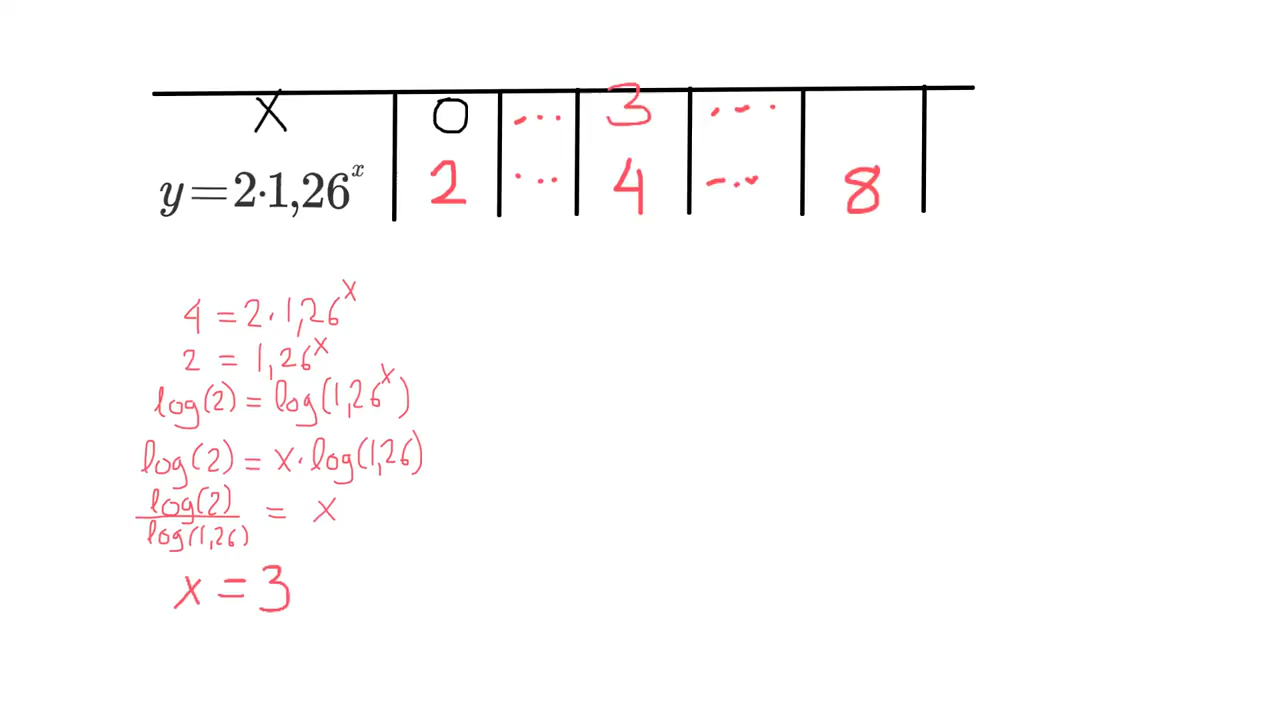 X 0 ... 3 ...
y=2·1,26^x 2 ... 4 ... 8
4 = 2·1,26^x
2 = 1,26^x
log(2) = log(1,26^x)
log(2) = x·log(1,26)
log(2)/log(1,26) = x
x = 3